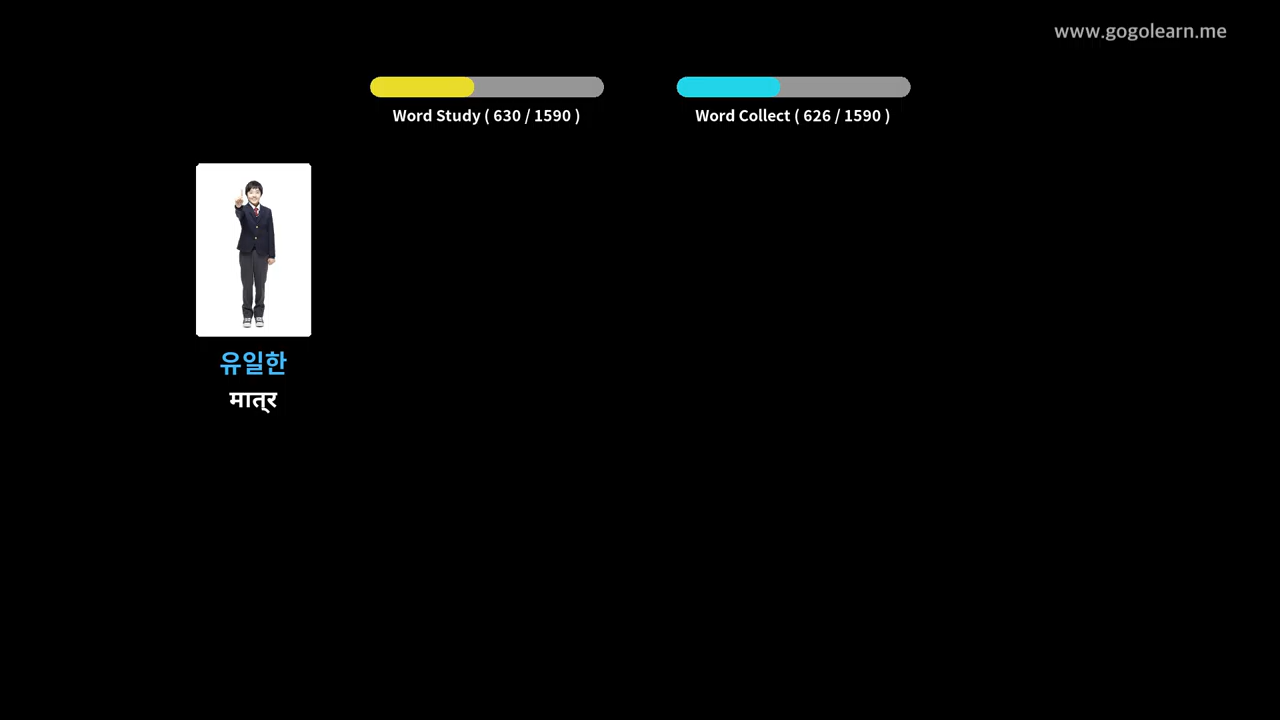 www.gogolearn.me
Word Study ( 630 / 1590 )
Word Collect ( 626 / 1590 )
유일한
मात्र